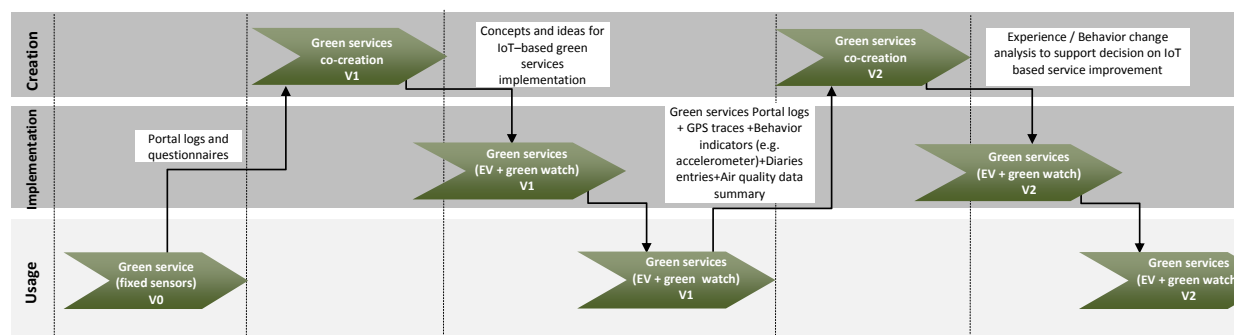 Creation
Green services
co-creation
V1
Concepts and ideas for
IoT–based green
services
implementation
Green services
co-creation
V2
Experience / Behavior change
analysis to support decision on IoT
based service improvement
Implementation
Portal logs and
questionnaires
Green services
(EV + green watch)
V1
Green services Portal logs
+ GPS traces +Behavior
indicators (e.g.
accelerometer)+Diaries
entries+Air quality data
summary
Green services
(EV + green watch)
V2
Usage
Green service
(fixed sensors)
V0
Green services
(EV + green watch)
V1
Green services
(EV + green watch)
V2